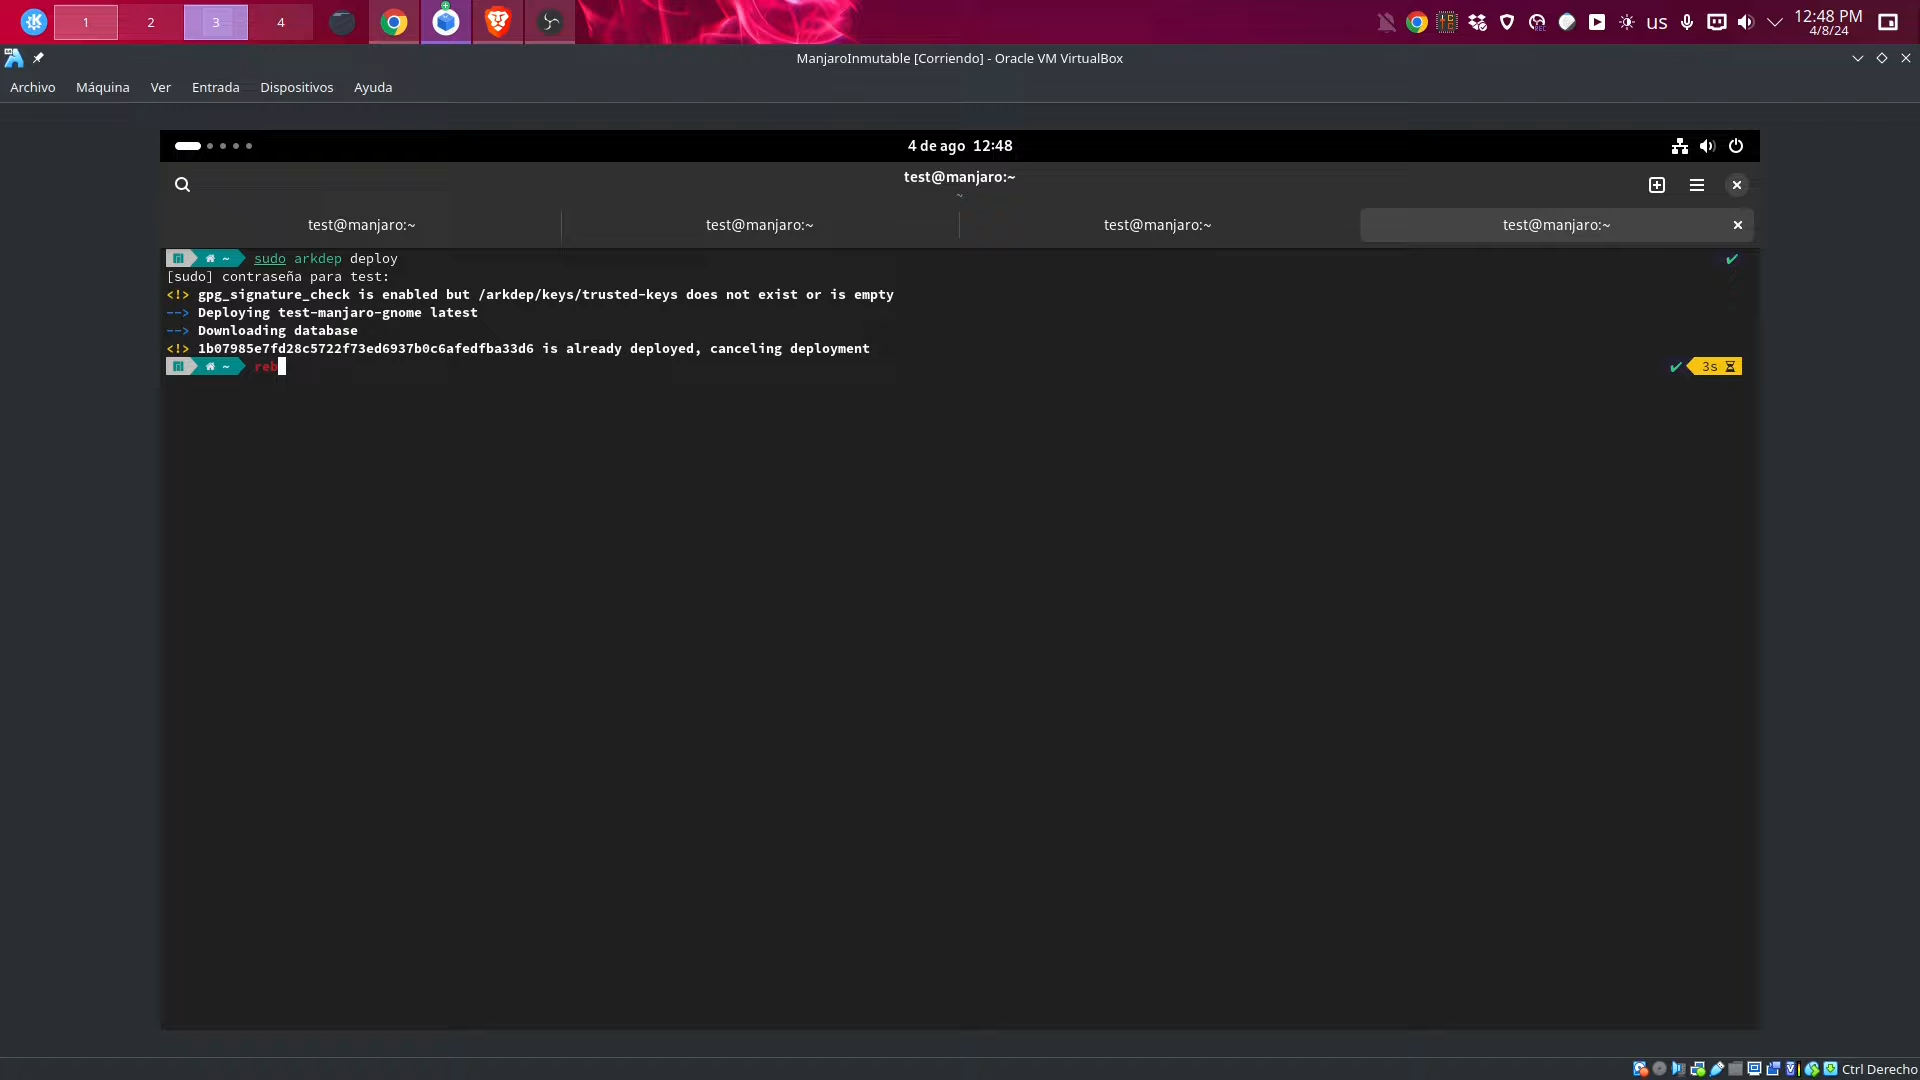 1
2
3
4
us
12:48 PM
4/8/24
ManjaroInmutable [Corriendo] - Oracle VM VirtualBox
Archivo Máquina Ver Entrada Dispositivos Ayuda
4 de ago 12:48
test@manjaro:~
~
test@manjaro:~
test@manjaro:~
test@manjaro:~
test@manjaro:~
~ sudo arkdep deploy
[sudo] contraseña para test:
<!> gpg_signature_check is enabled but /arkdep/keys/trusted-keys does not exist or is empty
--> Deploying test-manjaro-gnome latest
--> Downloading database
<!> 1b07985e7fd28c5722f73ed6937b0c6afedfba33d6 is already deployed, canceling deployment
~ reb
3s
Ctrl Derecho